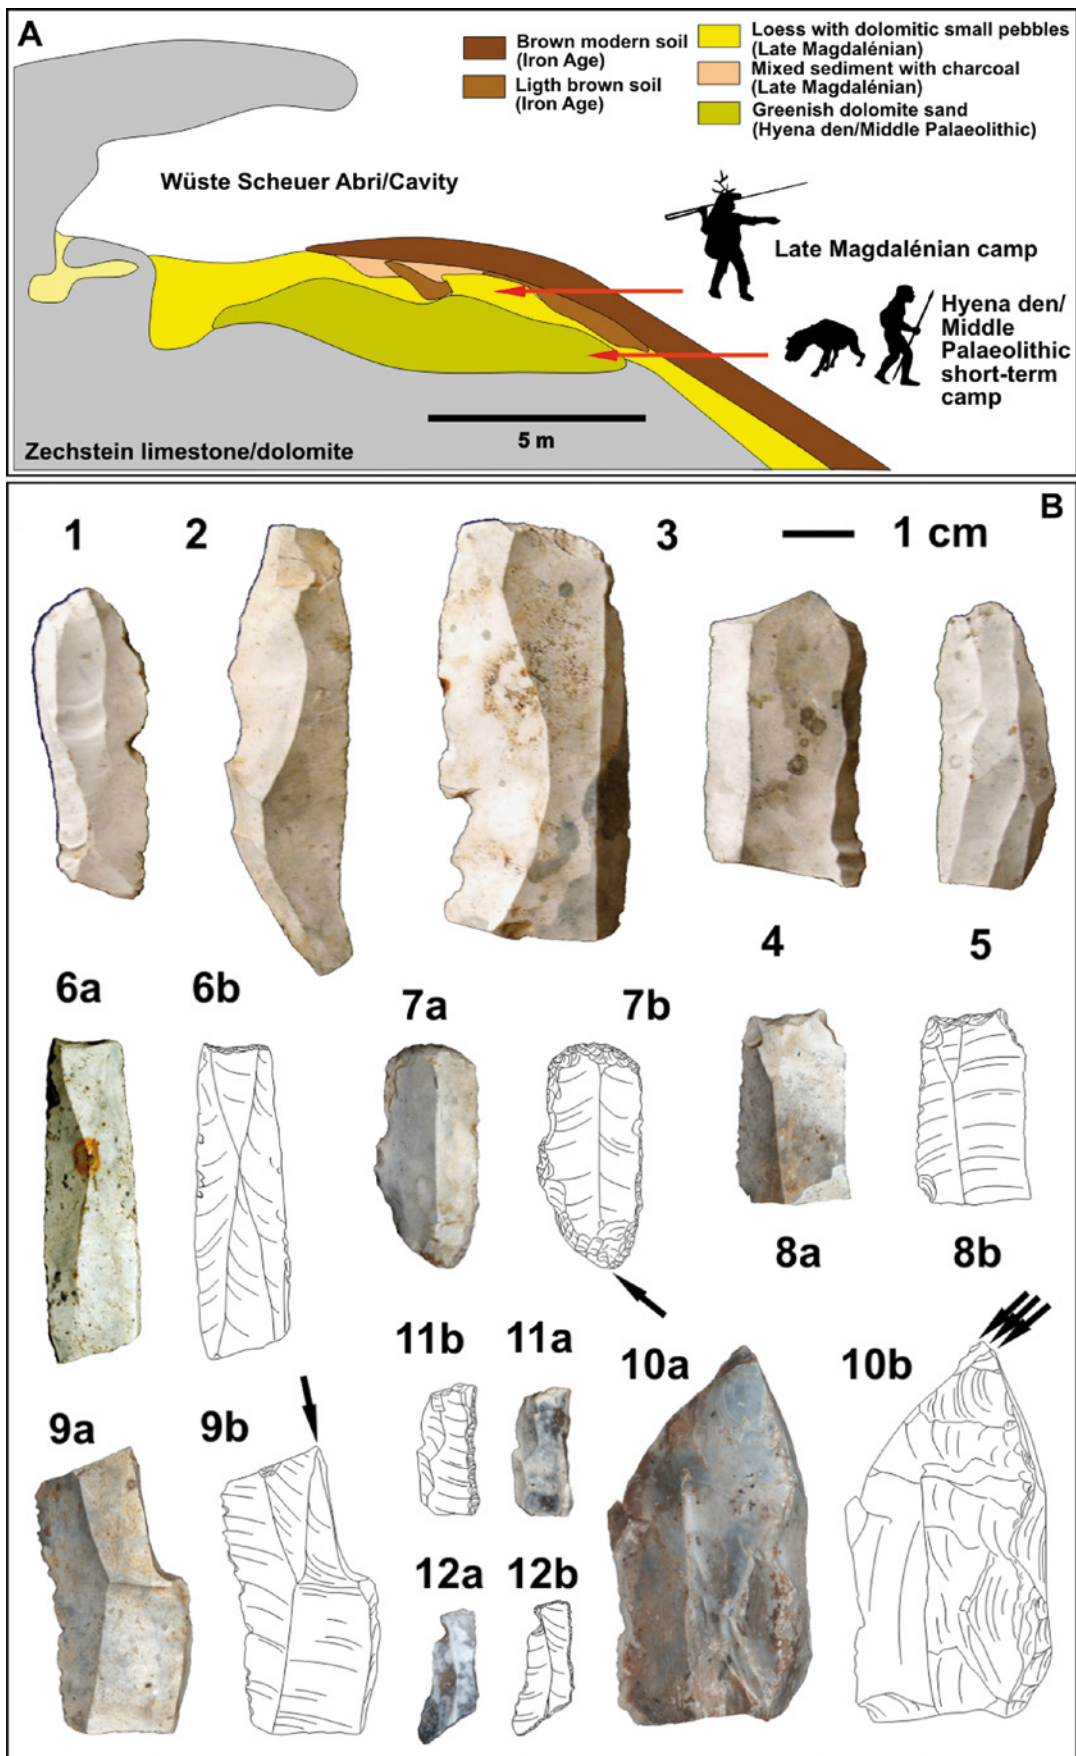 A
Brown modern soil
(Iron Age)
Ligth brown soil
(Iron Age)
Loess with dolomitic small pebbles
(Late Magdalénian)
Mixed sediment with charcoal
(Late Magdalénian)
Greenish dolomite sand
(Hyena den/Middle Palaeolithic)
Wüste Scheuer Abri/Cavity
Late Magdalénian camp
Hyena den/
Middle
Palaeolithic
short-term
camp
5 m
Zechstein limestone/dolomite
B
1
2
3
1 cm
4
5
6a
6b
7a
7b
8a
8b
11b
11a
10a
10b
9a
9b
12a
12b